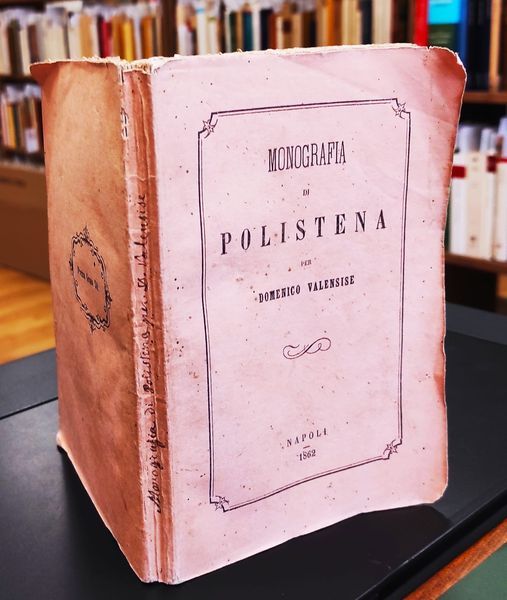 MONOGRAFIA
DI
POLISTENA
PER
DOMENICO VALENSISE
NAPOLI
1862
Monografia di Polistena per D. Valensise